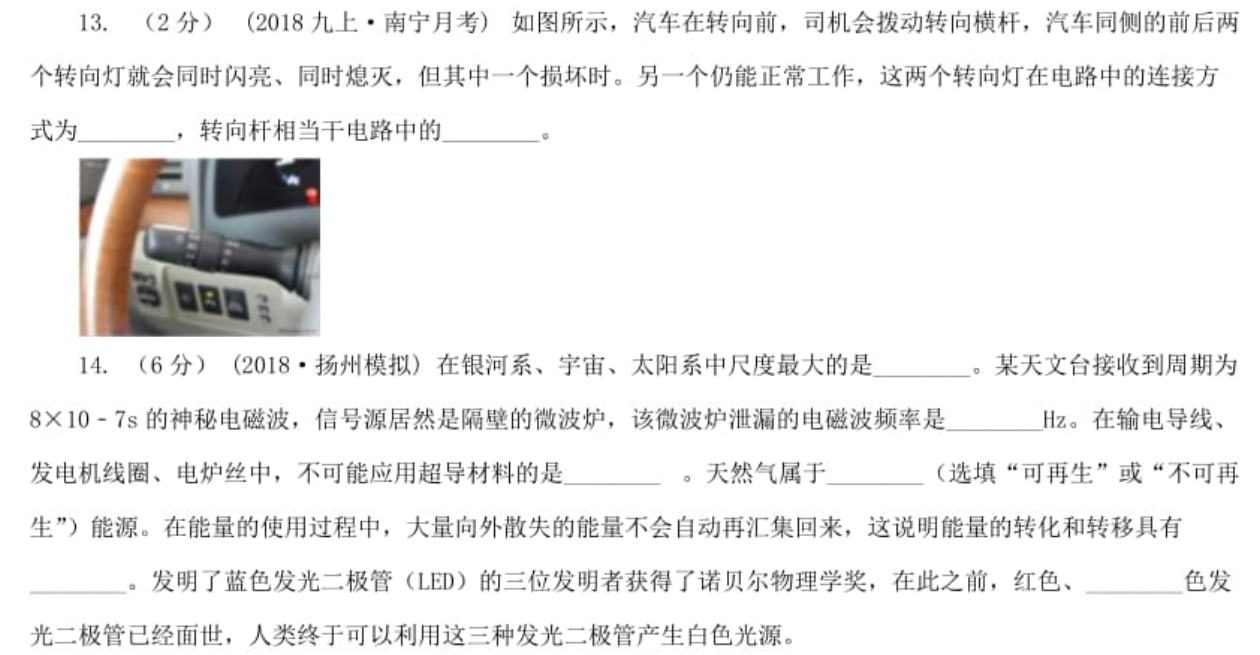 13. （2分） (2018九上·南宁月考) 如图所示，汽车在转向前，司机会拨动转向横杆，汽车同侧的前后两
个转向灯就会同时闪亮、同时熄灭，但其中一个损坏时。另一个仍能正常工作，这两个转向灯在电路中的连接方
式为________，转向杆相当干电路中的________。
14. （6分） (2018·扬州模拟) 在银河系、宇宙、太阳系中尺度最大的是________。某天文台接收到周期为
8×10﹣7s 的神秘电磁波，信号源居然是隔壁的微波炉，该微波炉泄漏的电磁波频率是________Hz。在输电导线、
发电机线圈、电炉丝中，不可能应用超导材料的是________ 。天然气属于________（选填“可再生”或“不可再
生”）能源。在能量的使用过程中，大量向外散失的能量不会自动再汇集回来，这说明能量的转化和转移具有
________。发明了蓝色发光二极管（LED）的三位发明者获得了诺贝尔物理学奖，在此之前，红色、________色发
光二极管已经面世，人类终于可以利用这三种发光二极管产生白色光源。